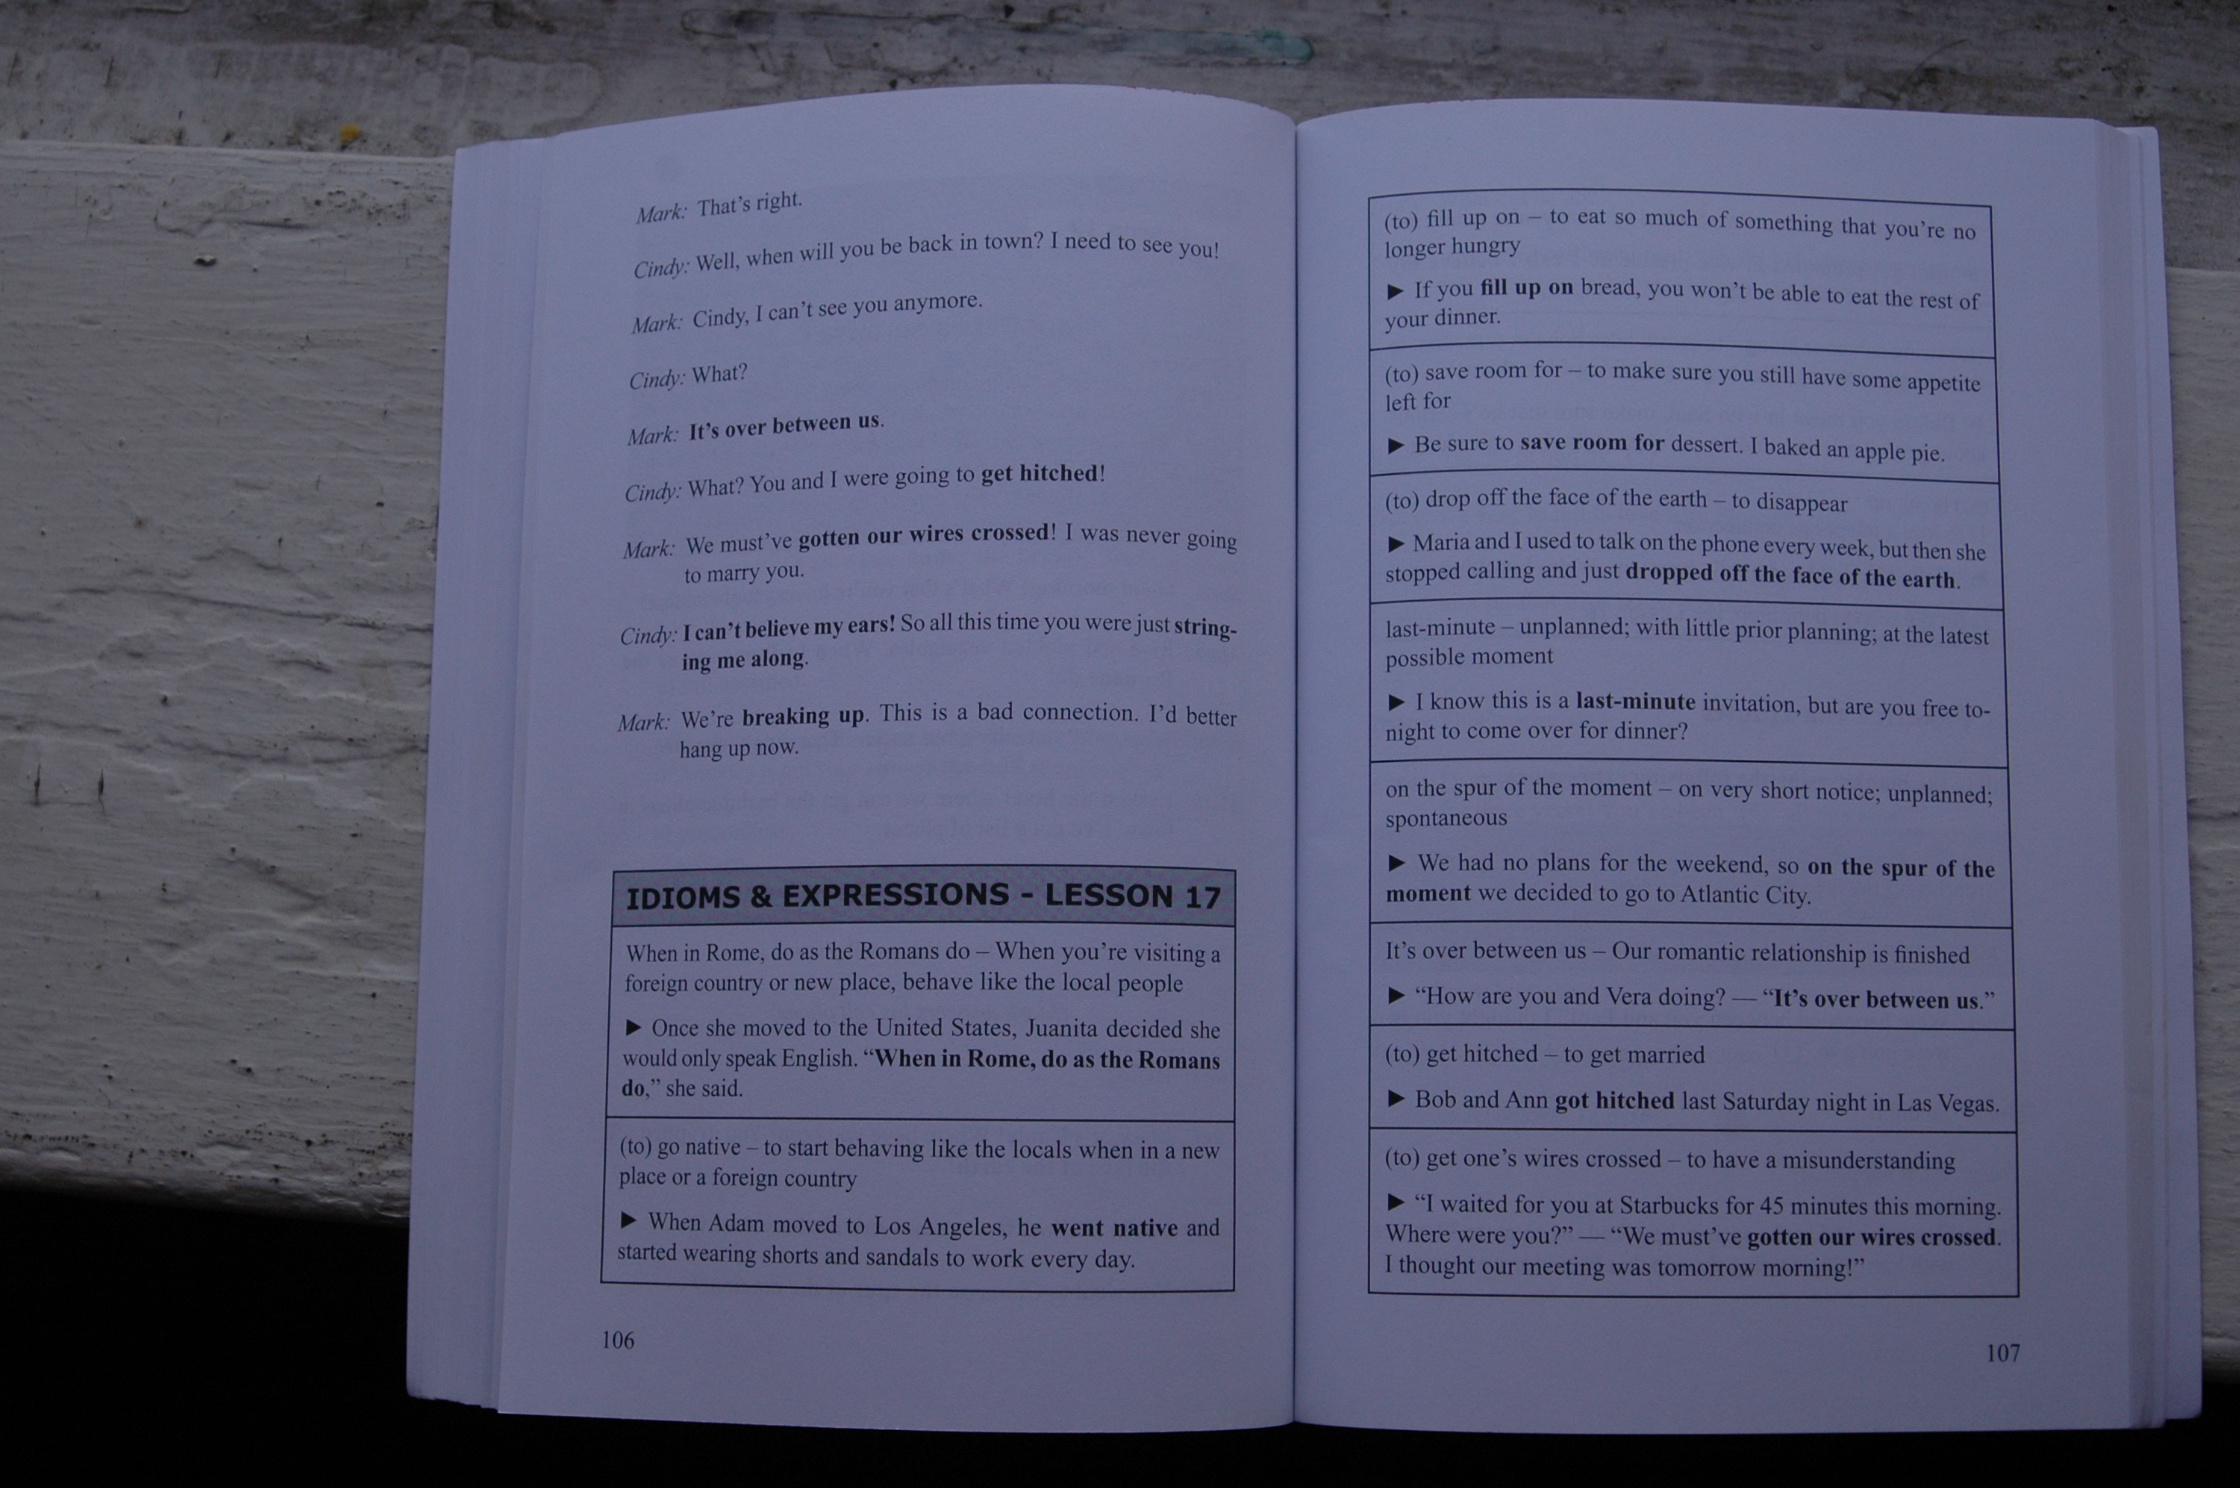 Mark: That's right.
Cindy: Well, when will you be back in town? I need to see you!
Mark: Cindy, I can't see you anymore.
Cindy: What?
Mark: It's over between us.
Cindy: What? You and I were going to get hitched!
Mark: We must've gotten our wires crossed! I was never going
to marry you.
Cindy: I can't believe my ears! So all this time you were just string-
ing me along.
Mark: We're breaking up. This is a bad connection. I'd better
hang up now.
IDIOMS & EXPRESSIONS - LESSON 17
When in Rome, do as the Romans do – When you're visiting a
foreign country or new place, behave like the local people
► Once she moved to the United States, Juanita decided she
would only speak English. “When in Rome, do as the Romans
do,” she said.
(to) go native – to start behaving like the locals when in a new
place or a foreign country
► When Adam moved to Los Angeles, he went native and
started wearing shorts and sandals to work every day.
106
(to) fill up on – to eat so much of something that you're no
longer hungry
► If you fill up on bread, you won't be able to eat the rest of
your dinner.
(to) save room for – to make sure you still have some appetite
left for
► Be sure to save room for dessert. I baked an apple pie.
(to) drop off the face of the earth – to disappear
► Maria and I used to talk on the phone every week, but then she
stopped calling and just dropped off the face of the earth.
last-minute – unplanned; with little prior planning; at the latest
possible moment
► I know this is a last-minute invitation, but are you free to-
night to come over for dinner?
on the spur of the moment – on very short notice; unplanned;
spontaneous
► We had no plans for the weekend, so on the spur of the
moment we decided to go to Atlantic City.
It's over between us – Our romantic relationship is finished
► “How are you and Vera doing? — “It's over between us.”
(to) get hitched – to get married
► Bob and Ann got hitched last Saturday night in Las Vegas.
(to) get one's wires crossed – to have a misunderstanding
► “I waited for you at Starbucks for 45 minutes this morning.
Where were you?” — “We must've gotten our wires crossed.
I thought our meeting was tomorrow morning!”
107